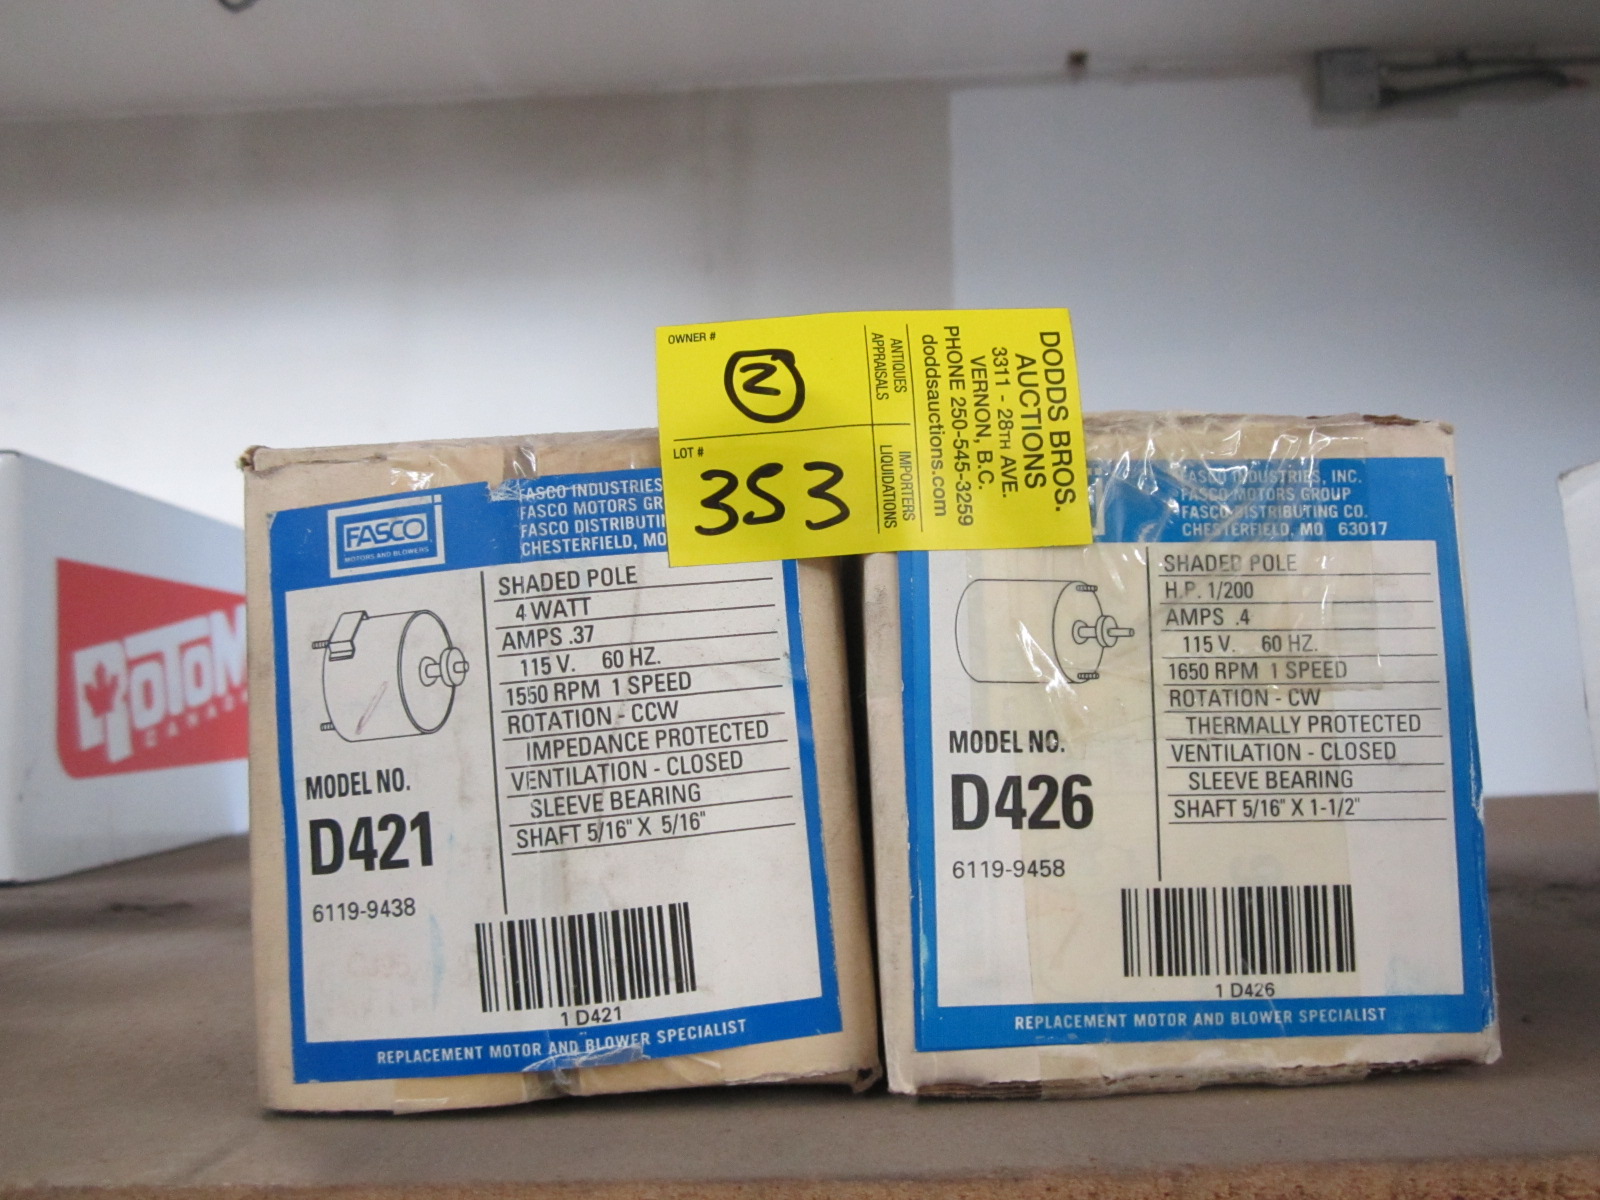 OWNER #
2
LOT #
353
ANTIQUES
APPRAISALS
IMPORTERS
LIQUIDATIONS
DODDS BROS.
AUCTIONS
3311 - 28TH AVE.
VERNON, B.C.
PHONE 250-545-3259
doddsauctions.com
ROTOM
CANADA
FASCO
MOTORS AND BLOWERS
FASCO INDUSTRIES
FASCO MOTORS GR
FASCO DISTRIBUTI
CHESTERFIELD, MO
SHADED POLE
4 WATT
AMPS .37
115 V. 60 HZ.
1550 RPM 1 SPEED
ROTATION - CCW
IMPEDANCE PROTECTED
VENTILATION - CLOSED
SLEEVE BEARING
SHAFT 5/16" X 5/16"
MODEL NO.
D421
6119-9438
1 D421
REPLACEMENT MOTOR AND BLOWER SPECIALIST
FASCO INDUSTRIES, INC.
FASCO MOTORS GROUP
FASCO DISTRIBUTING CO.
CHESTERFIELD, MO 63017
SHADED POLE
H.P. 1/200
AMPS .4
115 V. 60 HZ.
1650 RPM 1 SPEED
ROTATION - CW
THERMALLY PROTECTED
VENTILATION - CLOSED
SLEEVE BEARING
SHAFT 5/16" X 1-1/2"
MODEL NO.
D426
6119-9458
1 D426
REPLACEMENT MOTOR AND BLOWER SPECIALIST